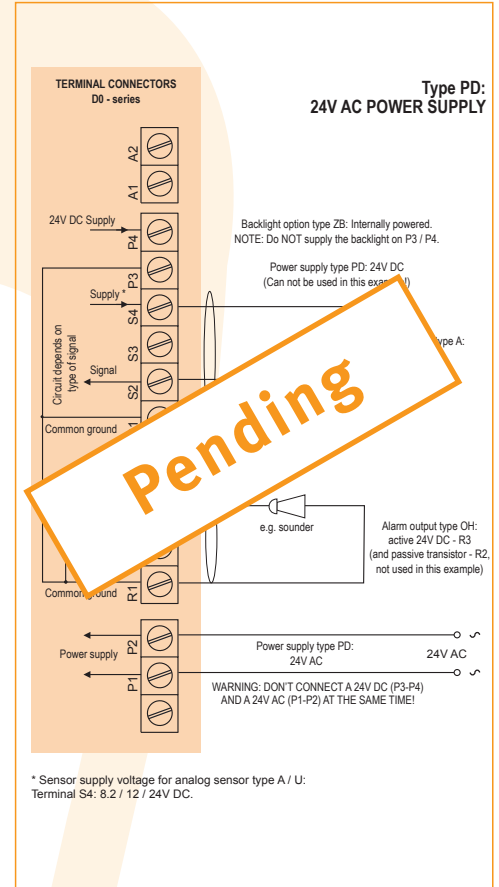 TERMINAL CONNECTORS
D0 - series
Type PD:
24V AC POWER SUPPLY
A2
A1
24V DC Supply
P4
Backlight option type ZB: Internally powered.
NOTE: Do NOT supply the backlight on P3 / P4.
P3
Power supply type PD: 24V DC
(Can not be used in this
Supply *
S4
S3
type A:
Circuit depends on
type of signal
Signal
S2
Common ground
Pending
e.g. sounder
Alarm output type OH:
active 24V DC - R3
(and passive transistor - R2,
not used in this example)
Common ground
R1
P2
Power supply
Power supply type PD:
24V AC
24V AC
P1
WARNING: DON'T CONNECT A 24V DC (P3-P4)
AND A 24V AC (P1-P2) AT THE SAME TIME!
* Sensor supply voltage for analog sensor type A / U:
Terminal S4: 8.2 / 12 / 24V DC.